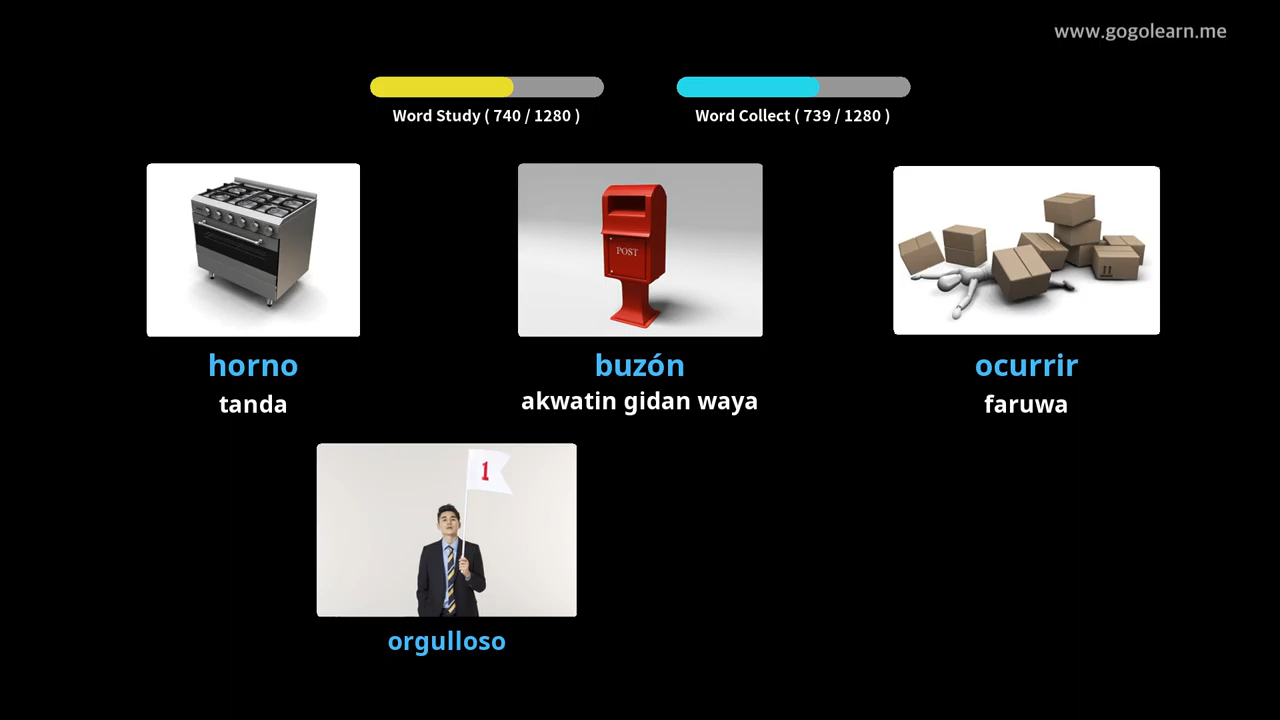 www.gogolearn.me
Word Study ( 740 / 1280 )
Word Collect ( 739 / 1280 )
POST
horno
buzón
ocurrir
tanda
akwatin gidan waya
faruwa
1
orgulloso